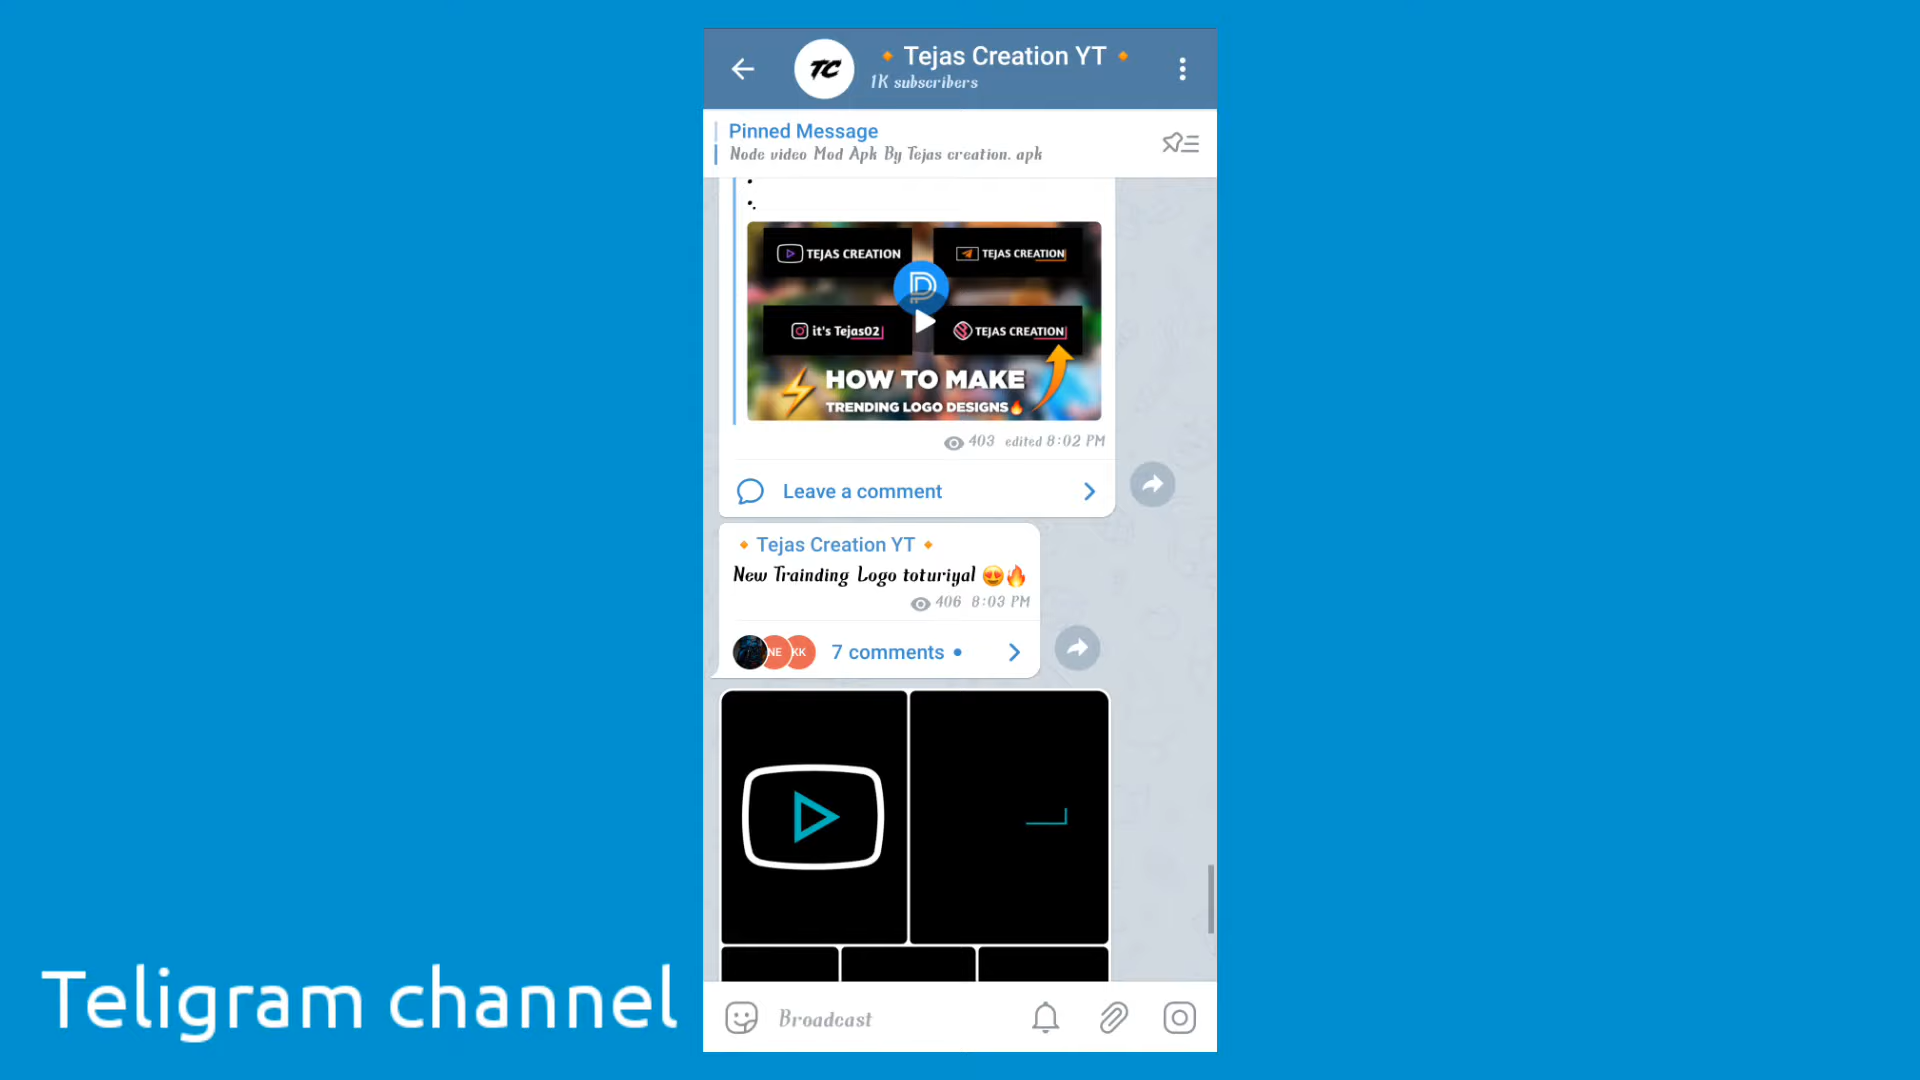 TC
🔸 Tejas Creation YT 🔸
1K subscribers
Pinned Message
Node video Mod Apk By Tejas creation. apk
TEJAS CREATION
TEJAS CREATION
it's Tejas02
TEJAS CREATION
HOW TO MAKE
TRENDING LOGO DESIGNS🔥
403 edited 8:02 PM
Leave a comment
🔸 Tejas Creation YT 🔸
New Trainding Logo toturiyal 😍🔥
406 8:03 PM
NE KK 7 comments
Teligram channel
Broadcast